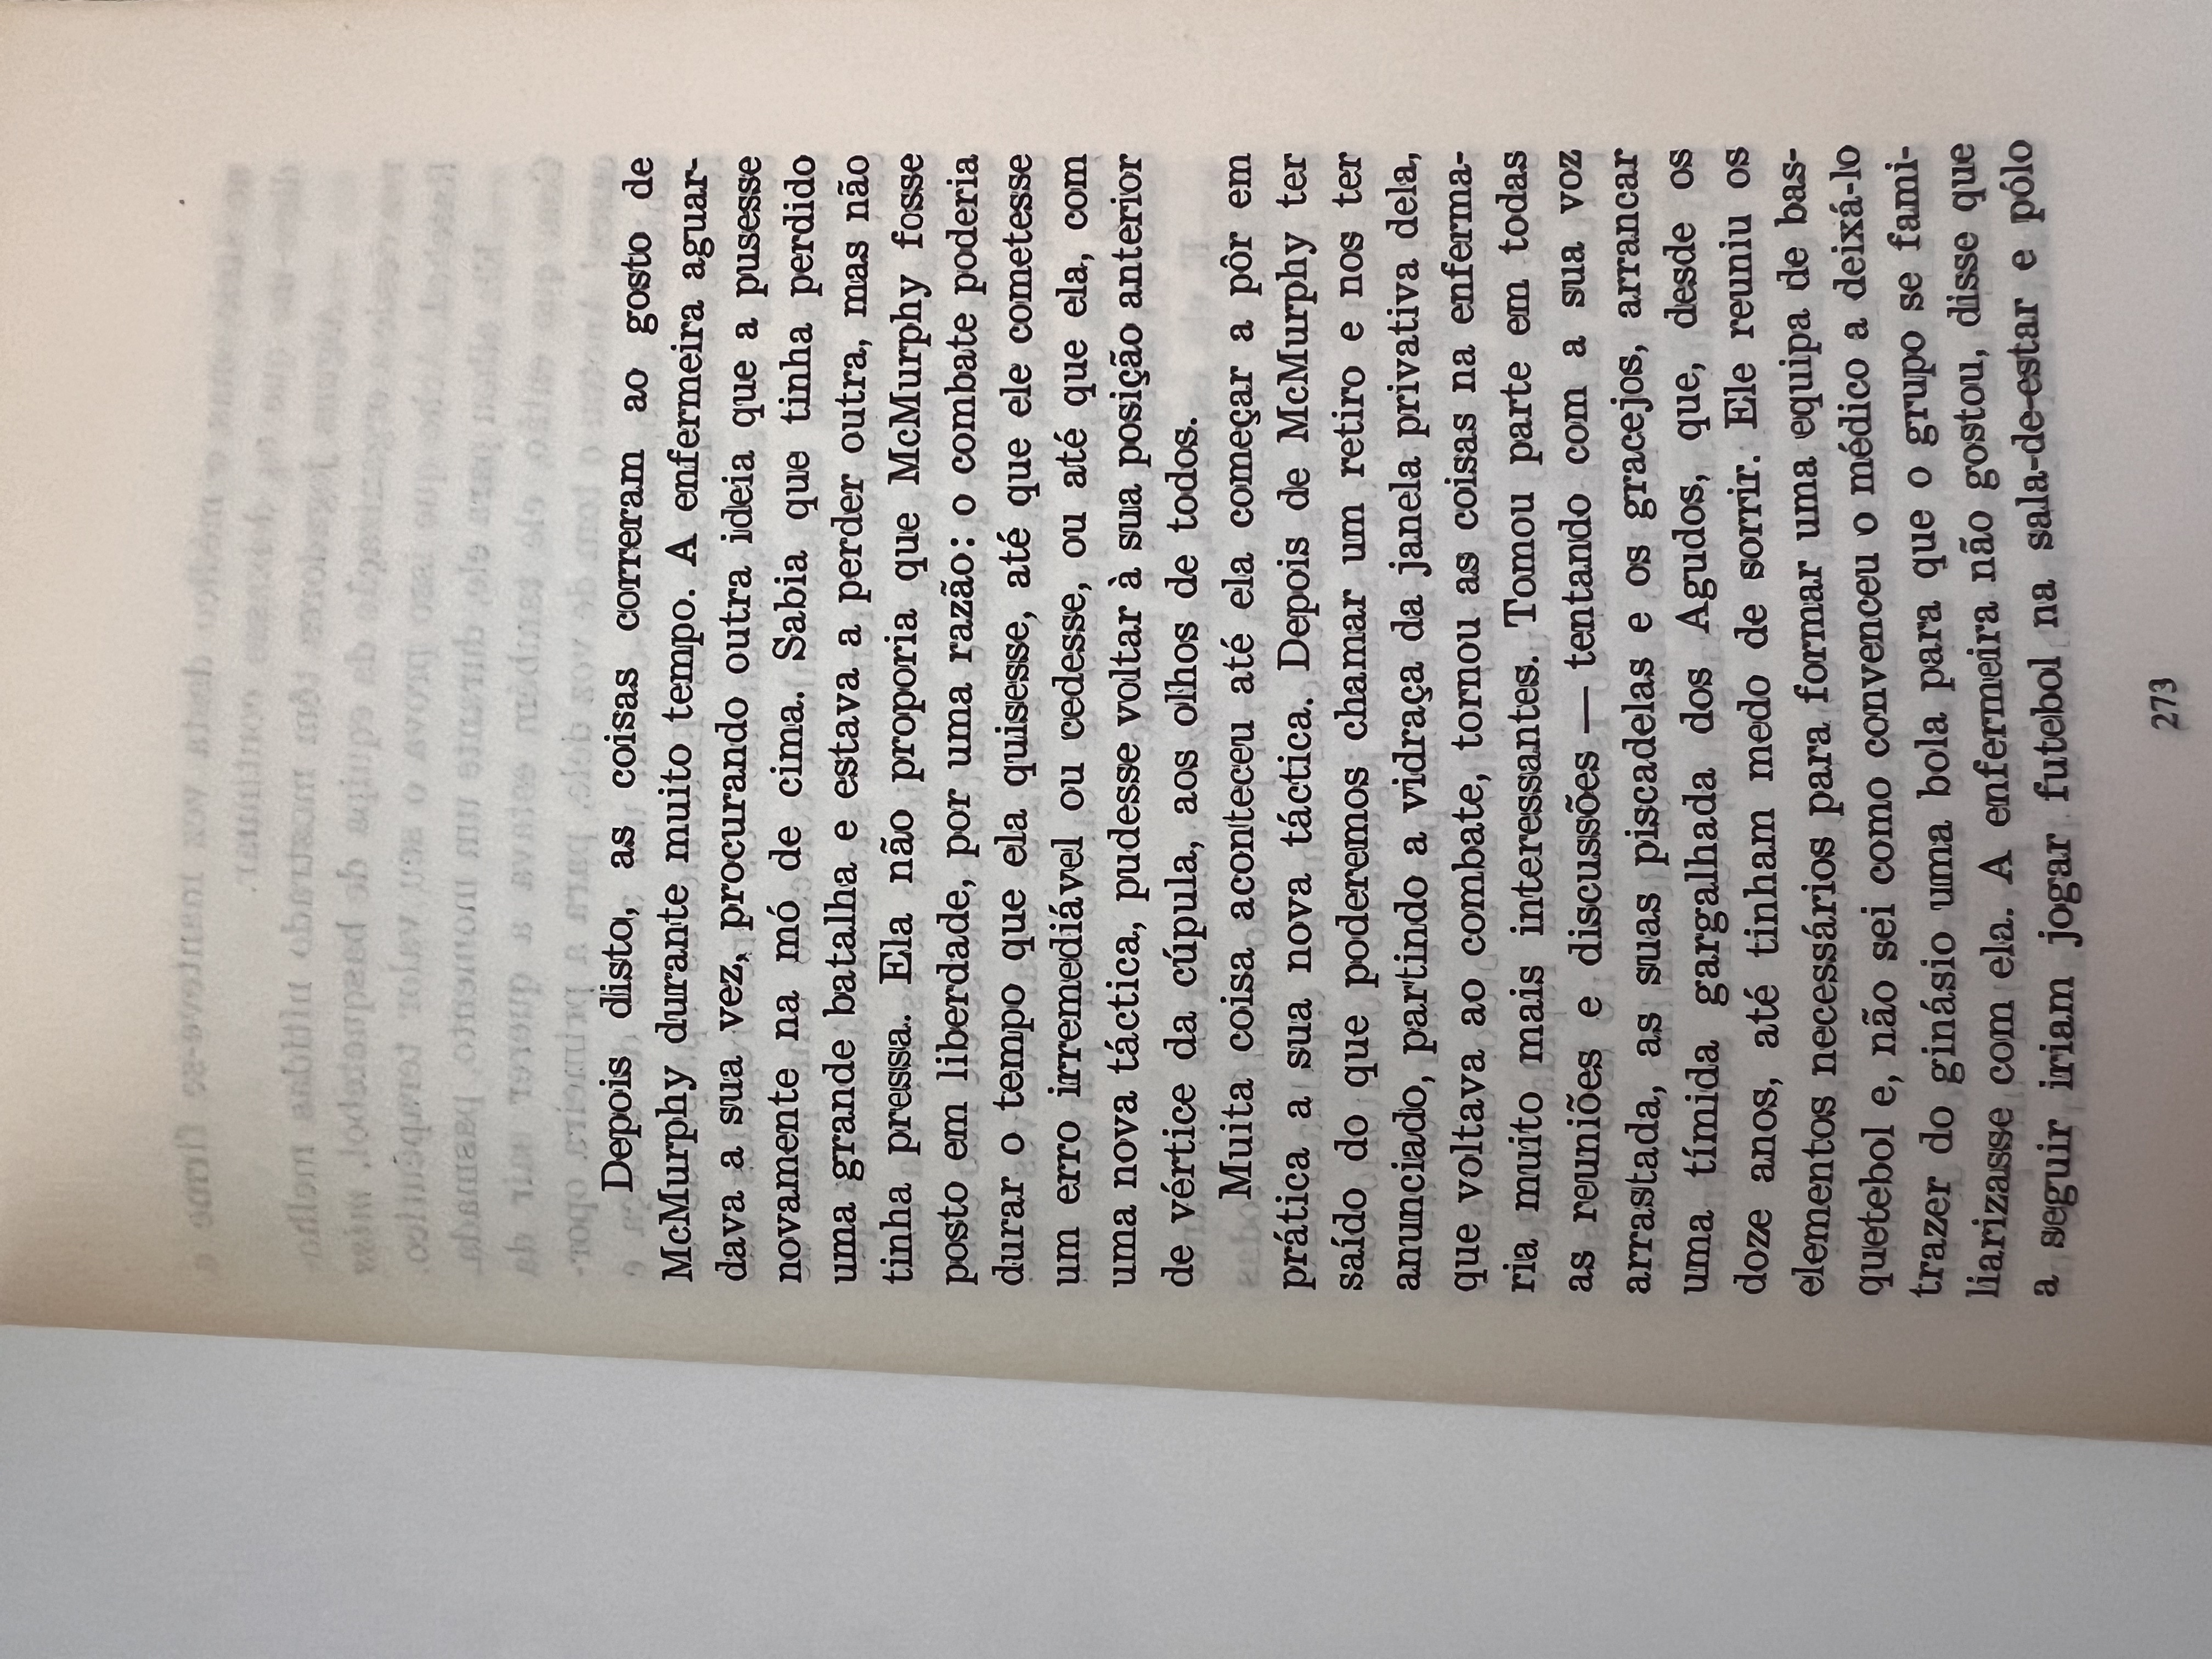 Depois disto, as coisas correram ao gosto de
McMurphy durante muito tempo. A enfermeira aguar-
dava a sua vez, procurando outra ideia que a pusesse
novamente na mó de cima. Sabia que tinha perdido
uma grande batalha e estava a perder outra, mas não
tinha pressa. Ela não proporia que McMurphy fosse
posto em liberdade, por uma razão: o combate poderia
durar o tempo que ela quisesse, até que ele cometesse
um erro irremediável ou cedesse, ou até que ela, com
uma nova táctica, pudesse voltar à sua posição anterior
de vértice da cúpula, aos olhos de todos.
Muita coisa aconteceu até ela começar a pôr em
prática a sua nova táctica. Depois de McMurphy ter
saído do que poderemos chamar um retiro e nos ter
anunciado, partindo a vidraça da janela privativa dela,
que voltava ao combate, tornou as coisas na enferma-
ria muito mais interessantes. Tomou parte em todas
as reuniões e discussões — tentando com a sua voz
arrastada, as suas piscadelas e os gracejos, arrancar
uma tímida gargalhada dos Agudos, que, desde os
doze anos, até tinham medo de sorrir. Ele reuniu os
elementos necessários para formar uma equipa de bas-
quetebol e, não sei como convenceu o médico a deixá-lo
trazer do ginásio uma bola para que o grupo se fami-
liarizasse com ela. A enfermeira não gostou, disse que
a seguir iriam jogar futebol na sala-de-estar e pólo
273